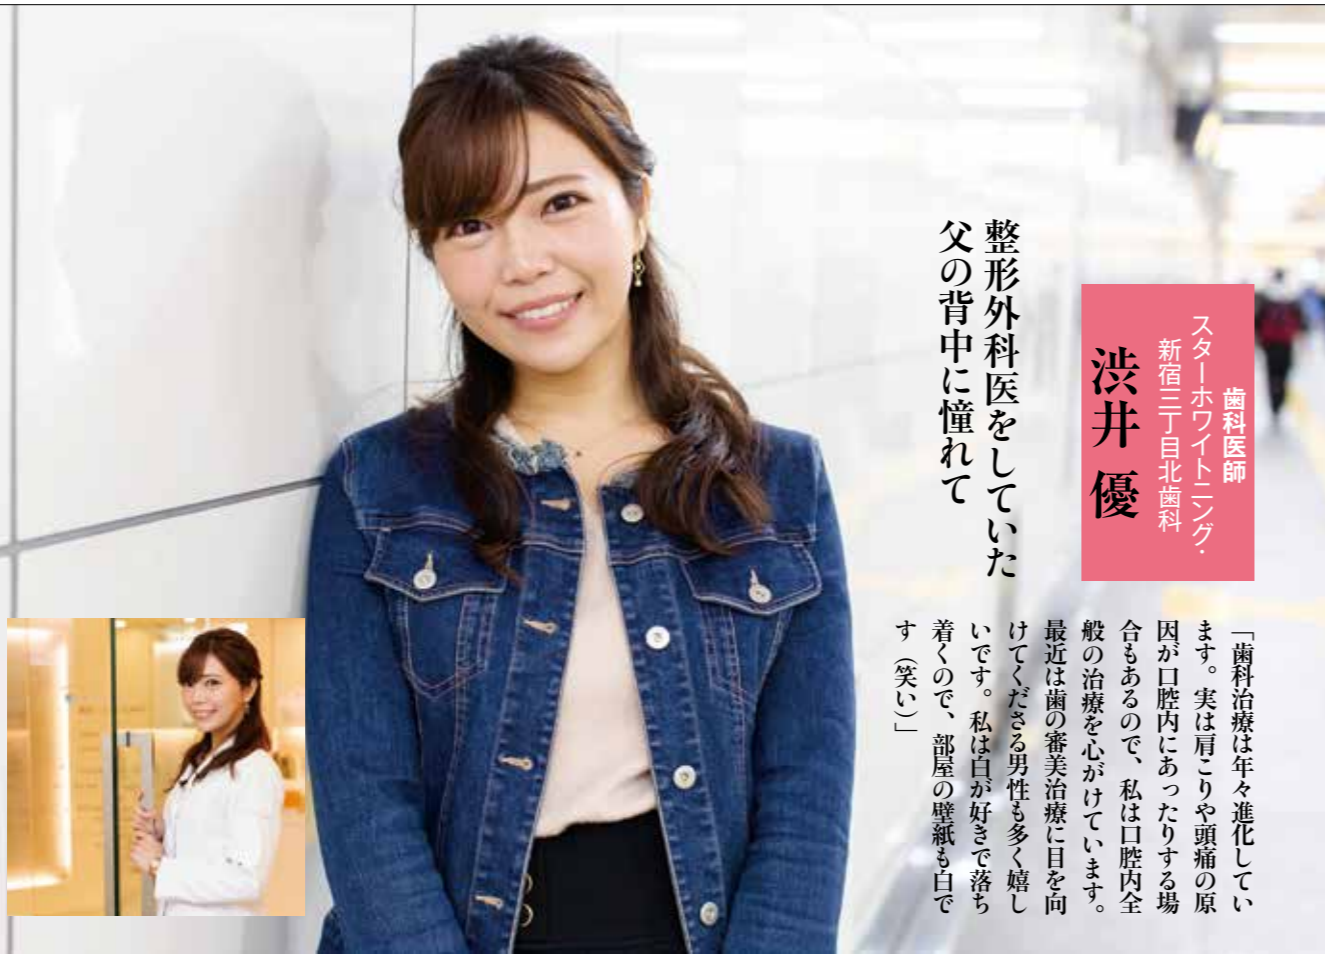 歯科医師
スターホワイトニング・
新宿三丁目北歯科
渋井 優
整形外科医をしていた
父の背中に憧れて
「歯科治療は年々進化してい
ます。実は肩こりや頭痛の原
因が口腔内にあったりする場
合もあるので、私は口腔内全
般の治療を心がけています。
最近は歯の審美治療に目を向
けてくださる男性も多く嬉し
いです。私は白が好きで落ち
着くので、部屋の壁紙も白で
す（笑い）」